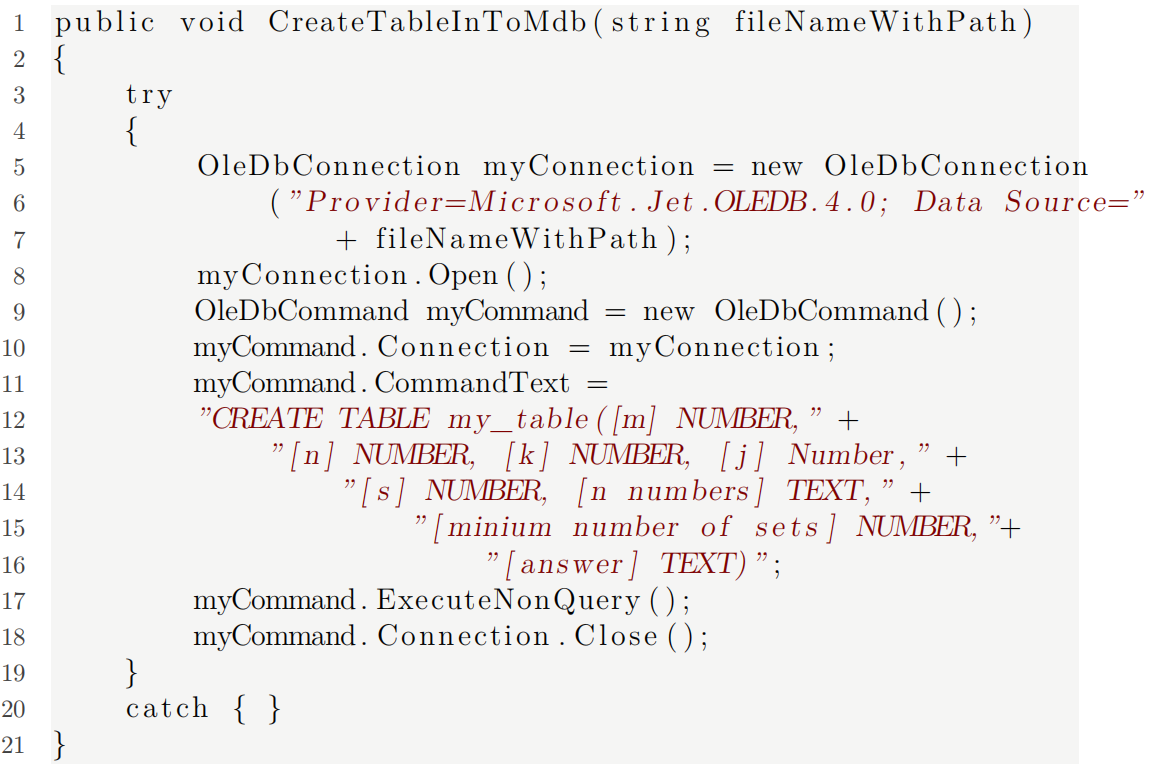 1 public void CreateTableInToMdb(string fileNameWithPath)
2 {
3 try
4 {
5 OleDbConnection myConnection = new OleDbConnection
6 ("Provider=Microsoft.Jet.OLEDB.4.0; Data Source="
7 + fileNameWithPath);
8 myConnection.Open();
9 OleDbCommand myCommand = new OleDbCommand();
10 myCommand.Connection = myConnection;
11 myCommand.CommandText =
12 "CREATE TABLE my_table([m] NUMBER," +
13 "[n] NUMBER, [k] NUMBER, [j] Number," +
14 "[s] NUMBER, [n numbers] TEXT," +
15 "[minium number of sets] NUMBER,"+
16 "[answer] TEXT)";
17 myCommand.ExecuteNonQuery();
18 myCommand.Connection.Close();
19 }
20 catch { }
21 }